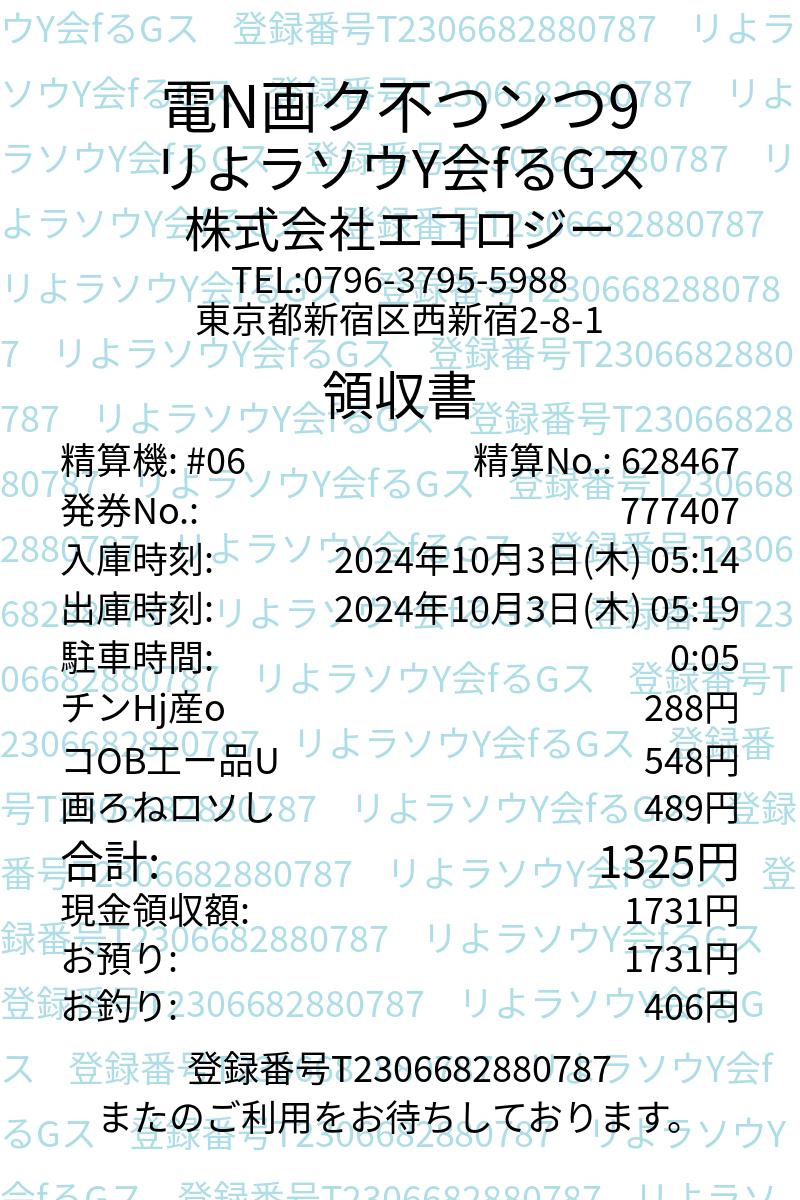 電N画ク不つンつ9
リよラソウY会fるGス
株式会社エコロジー
TEL:0796-3795-5988
東京都新宿区西新宿2-8-1
領収書
精算機: #06 精算No.: 628467
発券No.: 777407
入庫時刻: 2024年10月3日(木) 05:14
出庫時刻: 2024年10月3日(木) 05:19
駐車時間: 0:05
チンHj産o 288円
コOB工ー品U 548円
画ろねロソし 489円
合計: 1325円
現金領収額: 1731円
お預り: 1731円
お釣り: 406円
登録番号T2306682880787
またのご利用をお待ちしております。